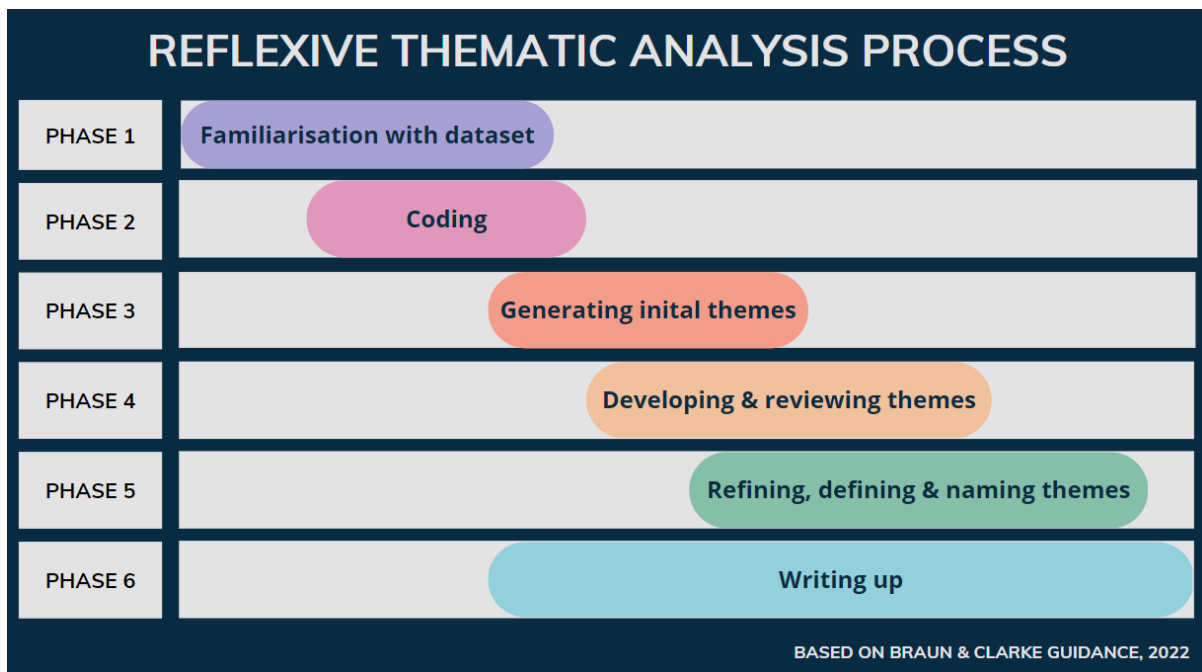 REFLEXIVE THEMATIC ANALYSIS PROCESS
PHASE 1
Familiarisation with dataset
PHASE 2
Coding
PHASE 3
Generating inital themes
PHASE 4
Developing & reviewing themes
PHASE 5
Refining, defining & naming themes
PHASE 6
Writing up
BASED ON BRAUN & CLARKE GUIDANCE, 2022